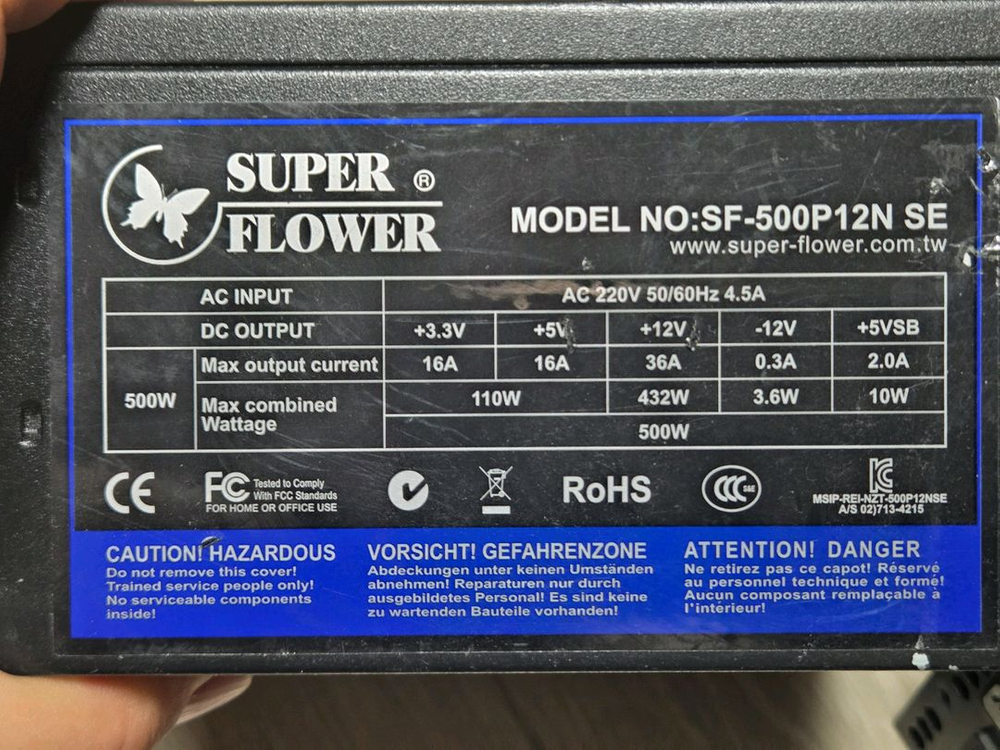 SUPER ®
FLOWER
MODEL NO:SF-500P12N SE
www.super-flower.com.tw
AC INPUT AC 220V 50/60Hz 4.5A
DC OUTPUT +3.3V +5V +12V -12V +5VSB
500W Max output current 16A 16A 36A 0.3A 2.0A
Max combined Wattage 110W 432W 3.6W 10W
500W
CE FC Tested to Comply
With FCC Standards
FOR HOME OR OFFICE USE
RoHS
CCC S&E
MSIP-REI-NZT-500P12NSE
A/S 02)713-4215
CAUTION! HAZARDOUS
Do not remove this cover!
Trained service people only!
No serviceable components
inside!
VORSICHT! GEFAHRENZONE
Abdeckungen unter keinen Umständen
abnehmen! Reparaturen nur durch
ausgebildetes Personal! Es sind keine
zu wartenden Bauteile vorhanden!
ATTENTION! DANGER
Ne retirez pas ce capot! Réservé
au personnel technique et formé!
Aucun composant remplaçable à
l'intérieur!